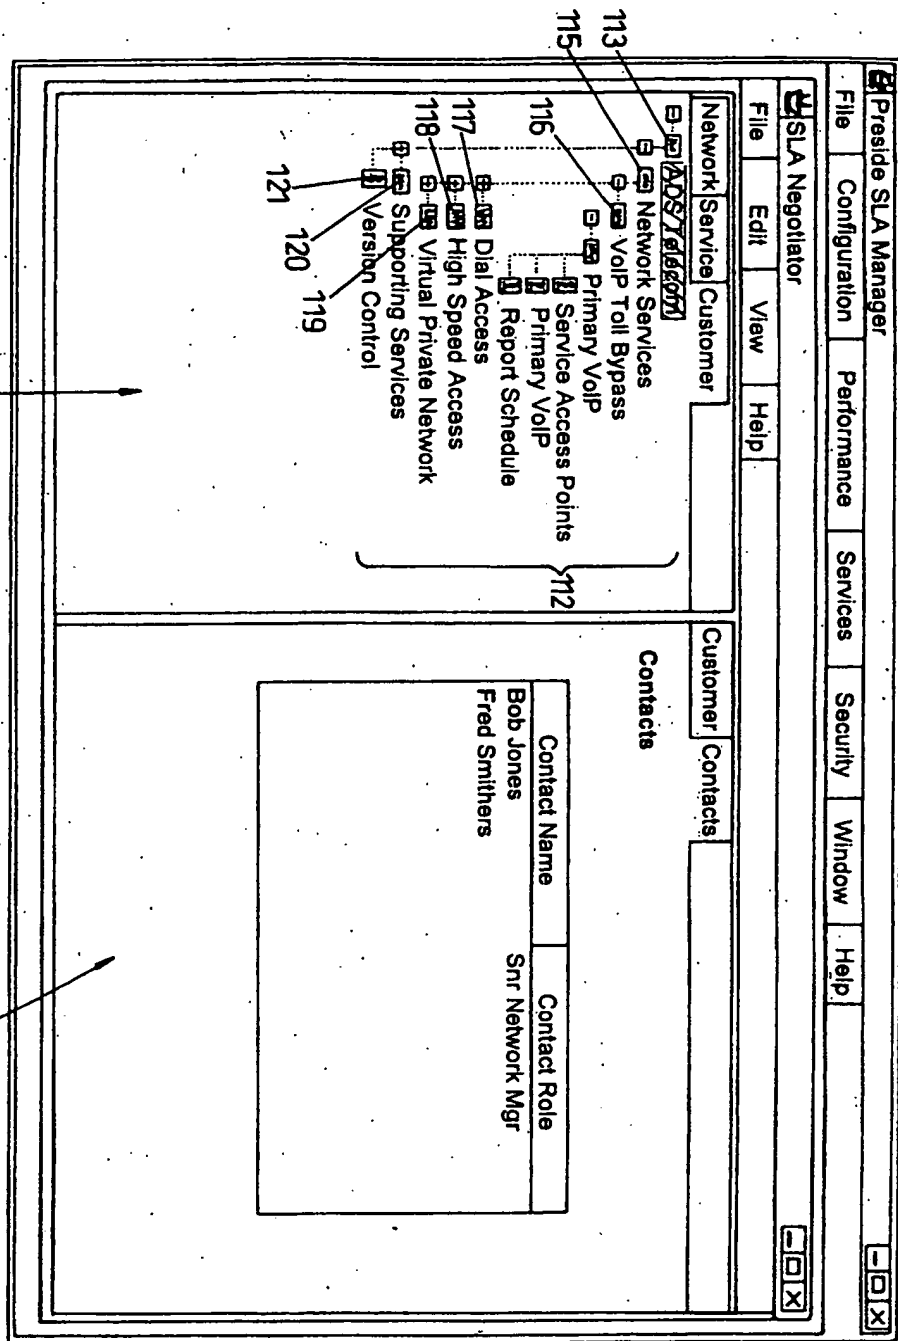 Preside SLA Manager
File Configuration Performance Services Security Window Help
SLA Negotiator
File Edit View Help
Network Service Customer
ADS/Telecom
Network Services
VoIP Toll Bypass
Primary VoIP
Service Access Points
Primary VoIP
Report Schedule
Dial Access
High Speed Access
Virtual Private Network
Supporting Services
Version Control
113
115
116
117
118
119
120
121
112
Customer Contacts
Contacts
Contact Name Contact Role
Bob Jones Snr Network Mgr
Fred Smithers